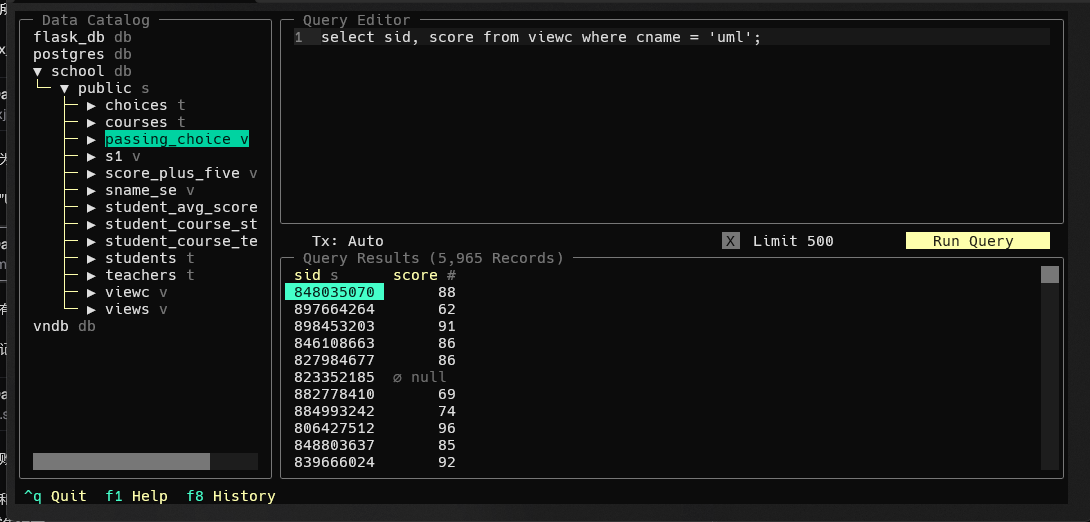 Data Catalog
flask_db db
postgres db
▼ school db
▼ public s
▶ choices t
▶ courses t
▶ passing_choice v
▶ s1 v
▶ score_plus_five v
▶ sname_se v
▶ student_avg_score
▶ student_course_st
▶ student_course_te
▶ students t
▶ teachers t
▶ viewc v
▶ views v
vndb db
Query Editor
1 select sid, score from viewc where cname = 'uml';
Tx: Auto X Limit 500 Run Query
Query Results (5,965 Records)
sid s score #
848035070 88
897664264 62
898453203 91
846108663 86
827984677 86
823352185 ∅ null
882778410 69
884993242 74
806427512 96
848803637 85
839666024 92
^q Quit f1 Help f8 History